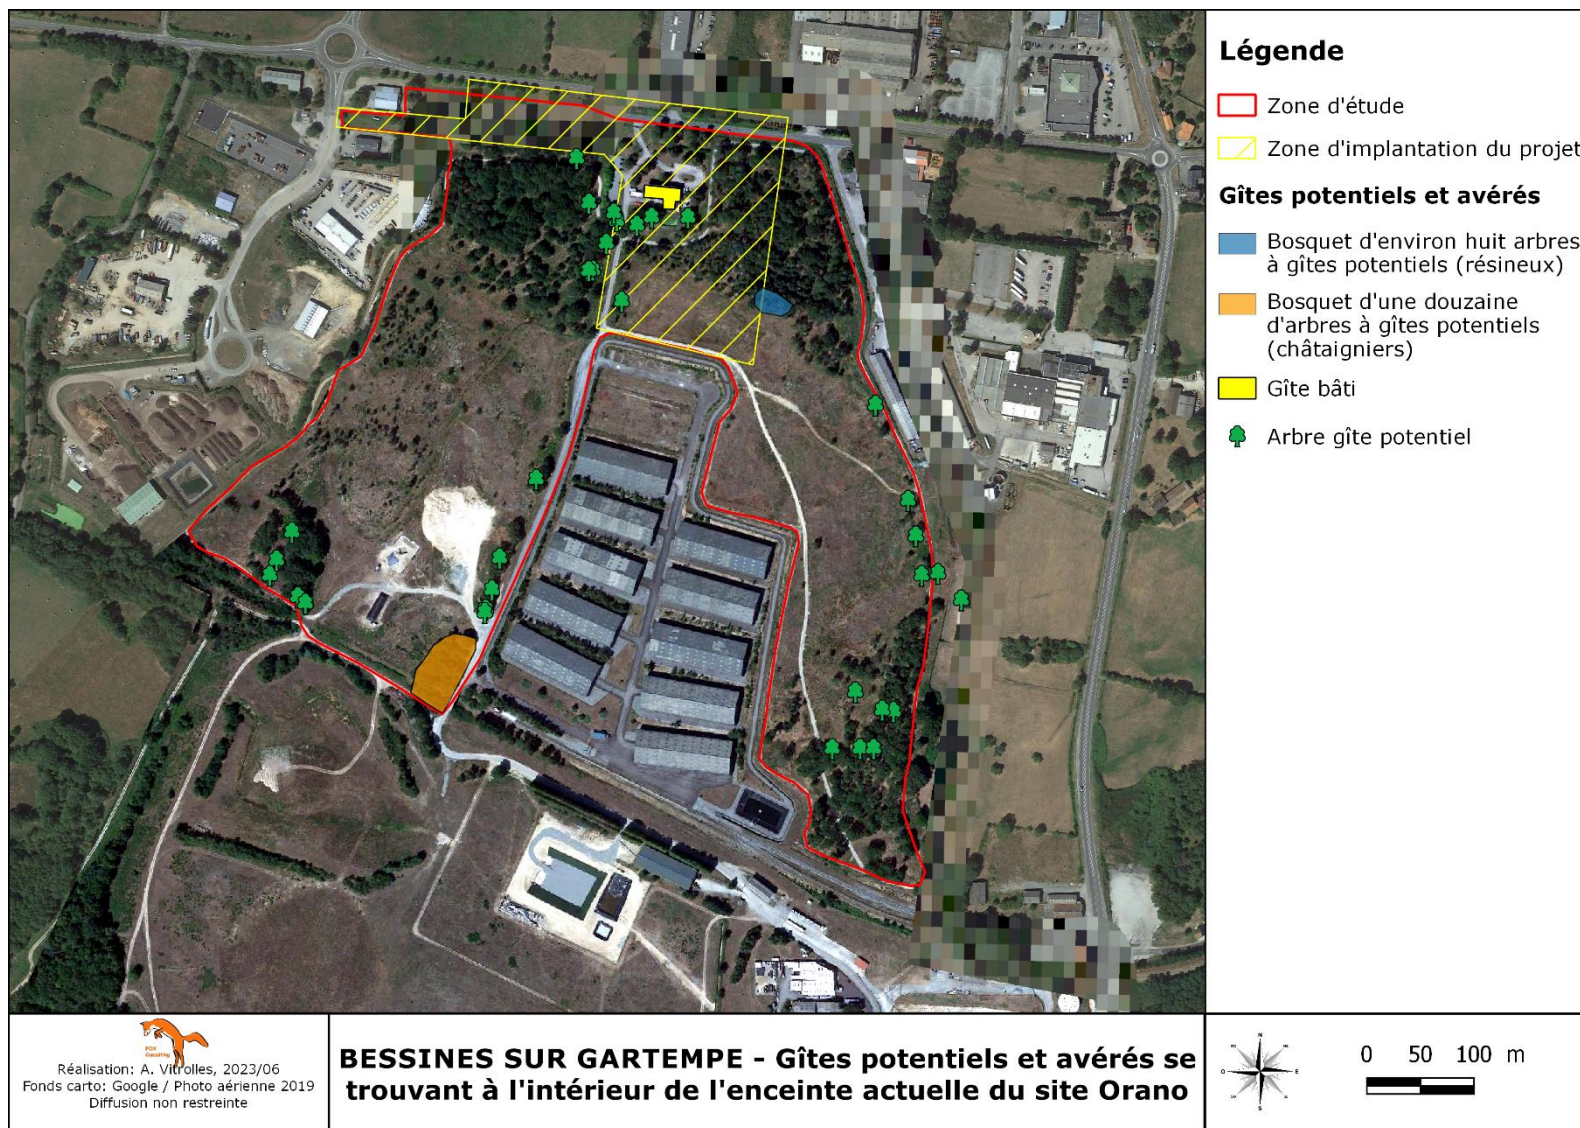 Légende
Zone d'étude
Zone d'implantation du projet
Gîtes potentiels et avérés
Bosquet d'environ huit arbres
à gîtes potentiels (résineux)
Bosquet d'une douzaine
d'arbres à gîtes potentiels
(châtaigniers)
Gîte bâti
Arbre gîte potentiel
FOX
Consulting
Réalisation: A. Vitrolles, 2023/06
Fonds carto: Google / Photo aérienne 2019
Diffusion non restreinte
BESSINES SUR GARTEMPE - Gîtes potentiels et avérés se
trouvant à l'intérieur de l'enceinte actuelle du site Orano
N
O
E
S
0 50 100 m